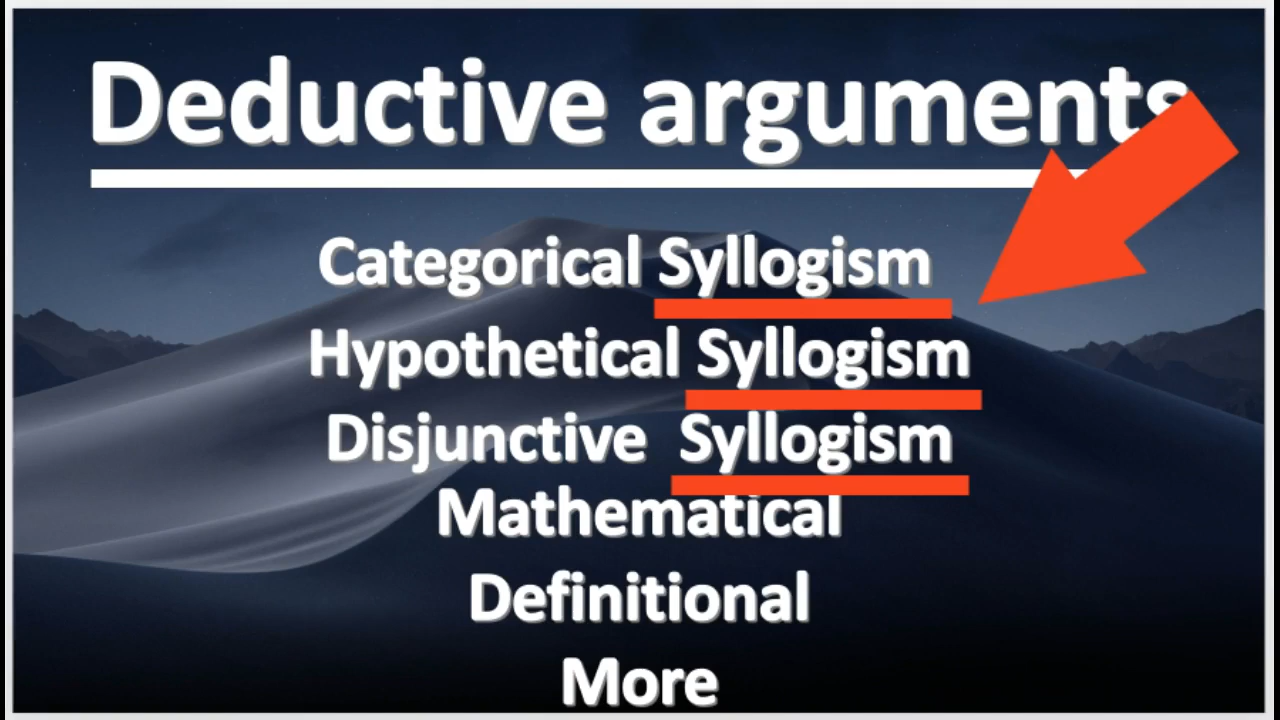 Deductive arguments
Categorical Syllogism
Hypothetical Syllogism
Disjunctive Syllogism
Mathematical
Definitional
More